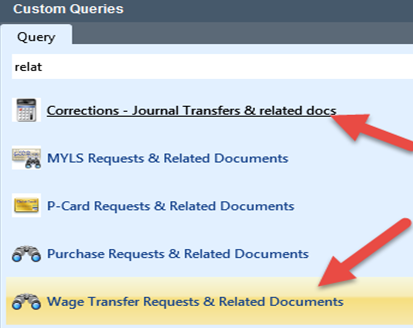 Custom Queries
Query
relat
Corrections - Journal Transfers & related docs
MYLS Requests & Related Documents
P-Card Requests & Related Documents
Purchase Requests & Related Documents
Wage Transfer Requests & Related Documents